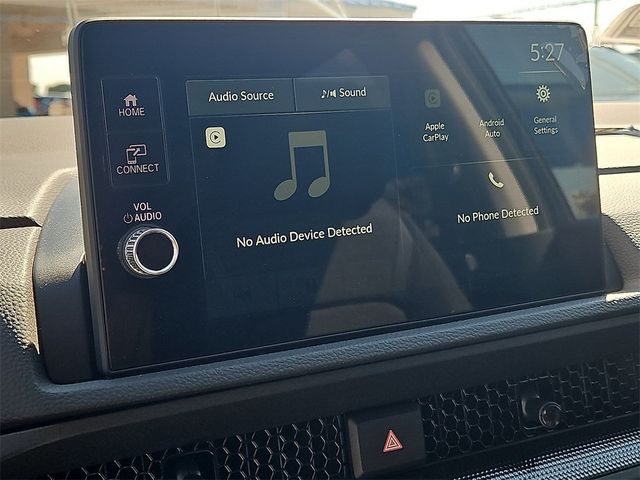 5:27
HOME
CONNECT
VOL
AUDIO
Audio Source
Sound
No Audio Device Detected
Apple
CarPlay
Android
Auto
General
Settings
No Phone Detected